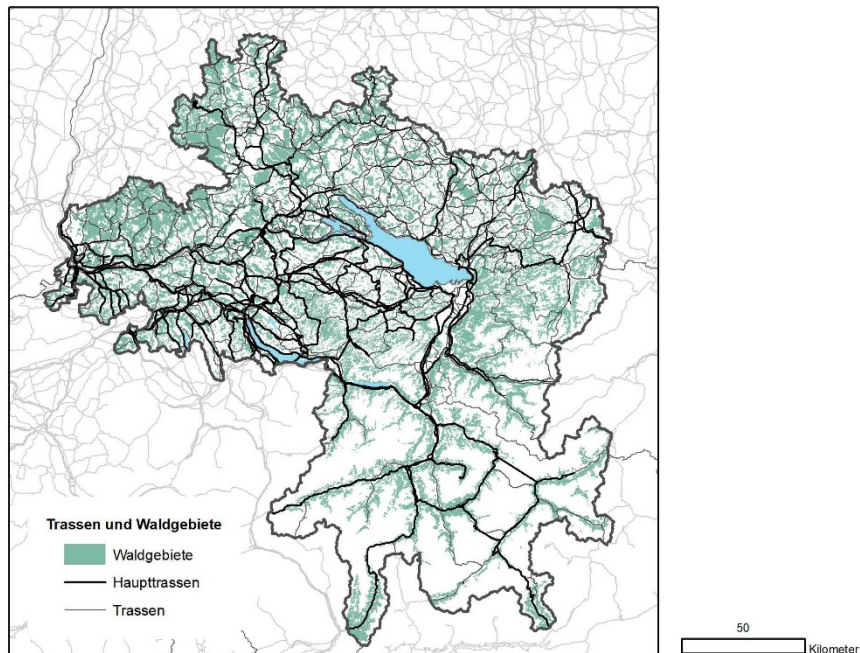 Trassen und Waldgebiete
Waldgebiete
Haupttrassen
Trassen
50
Kilometer